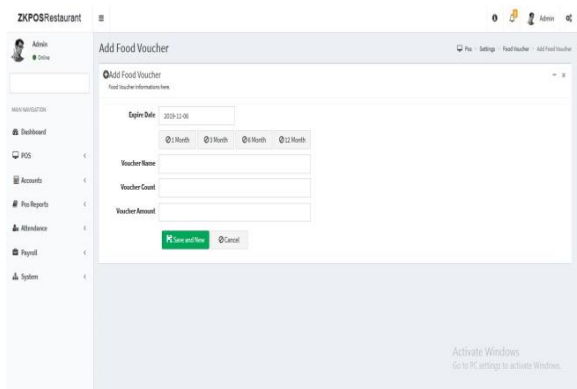 ZKPOSRestaurant
Admin
Admin
Online
Add Food Voucher
Pos - Settings - Food Voucher - Add Food Voucher
Add Food Voucher
Food Voucher Informations here.
MAIN NAVIGATION
Dashboard
POS
Accounts
Pos Reports
Attendance
Payroll
System
Expire Date 2019-11-06
1 Month 3 Month 6 Month 12 Month
Voucher Name
Voucher Count
Voucher Amount
Save and New Cancel
Activate Windows
Go to PC settings to activate Windows.